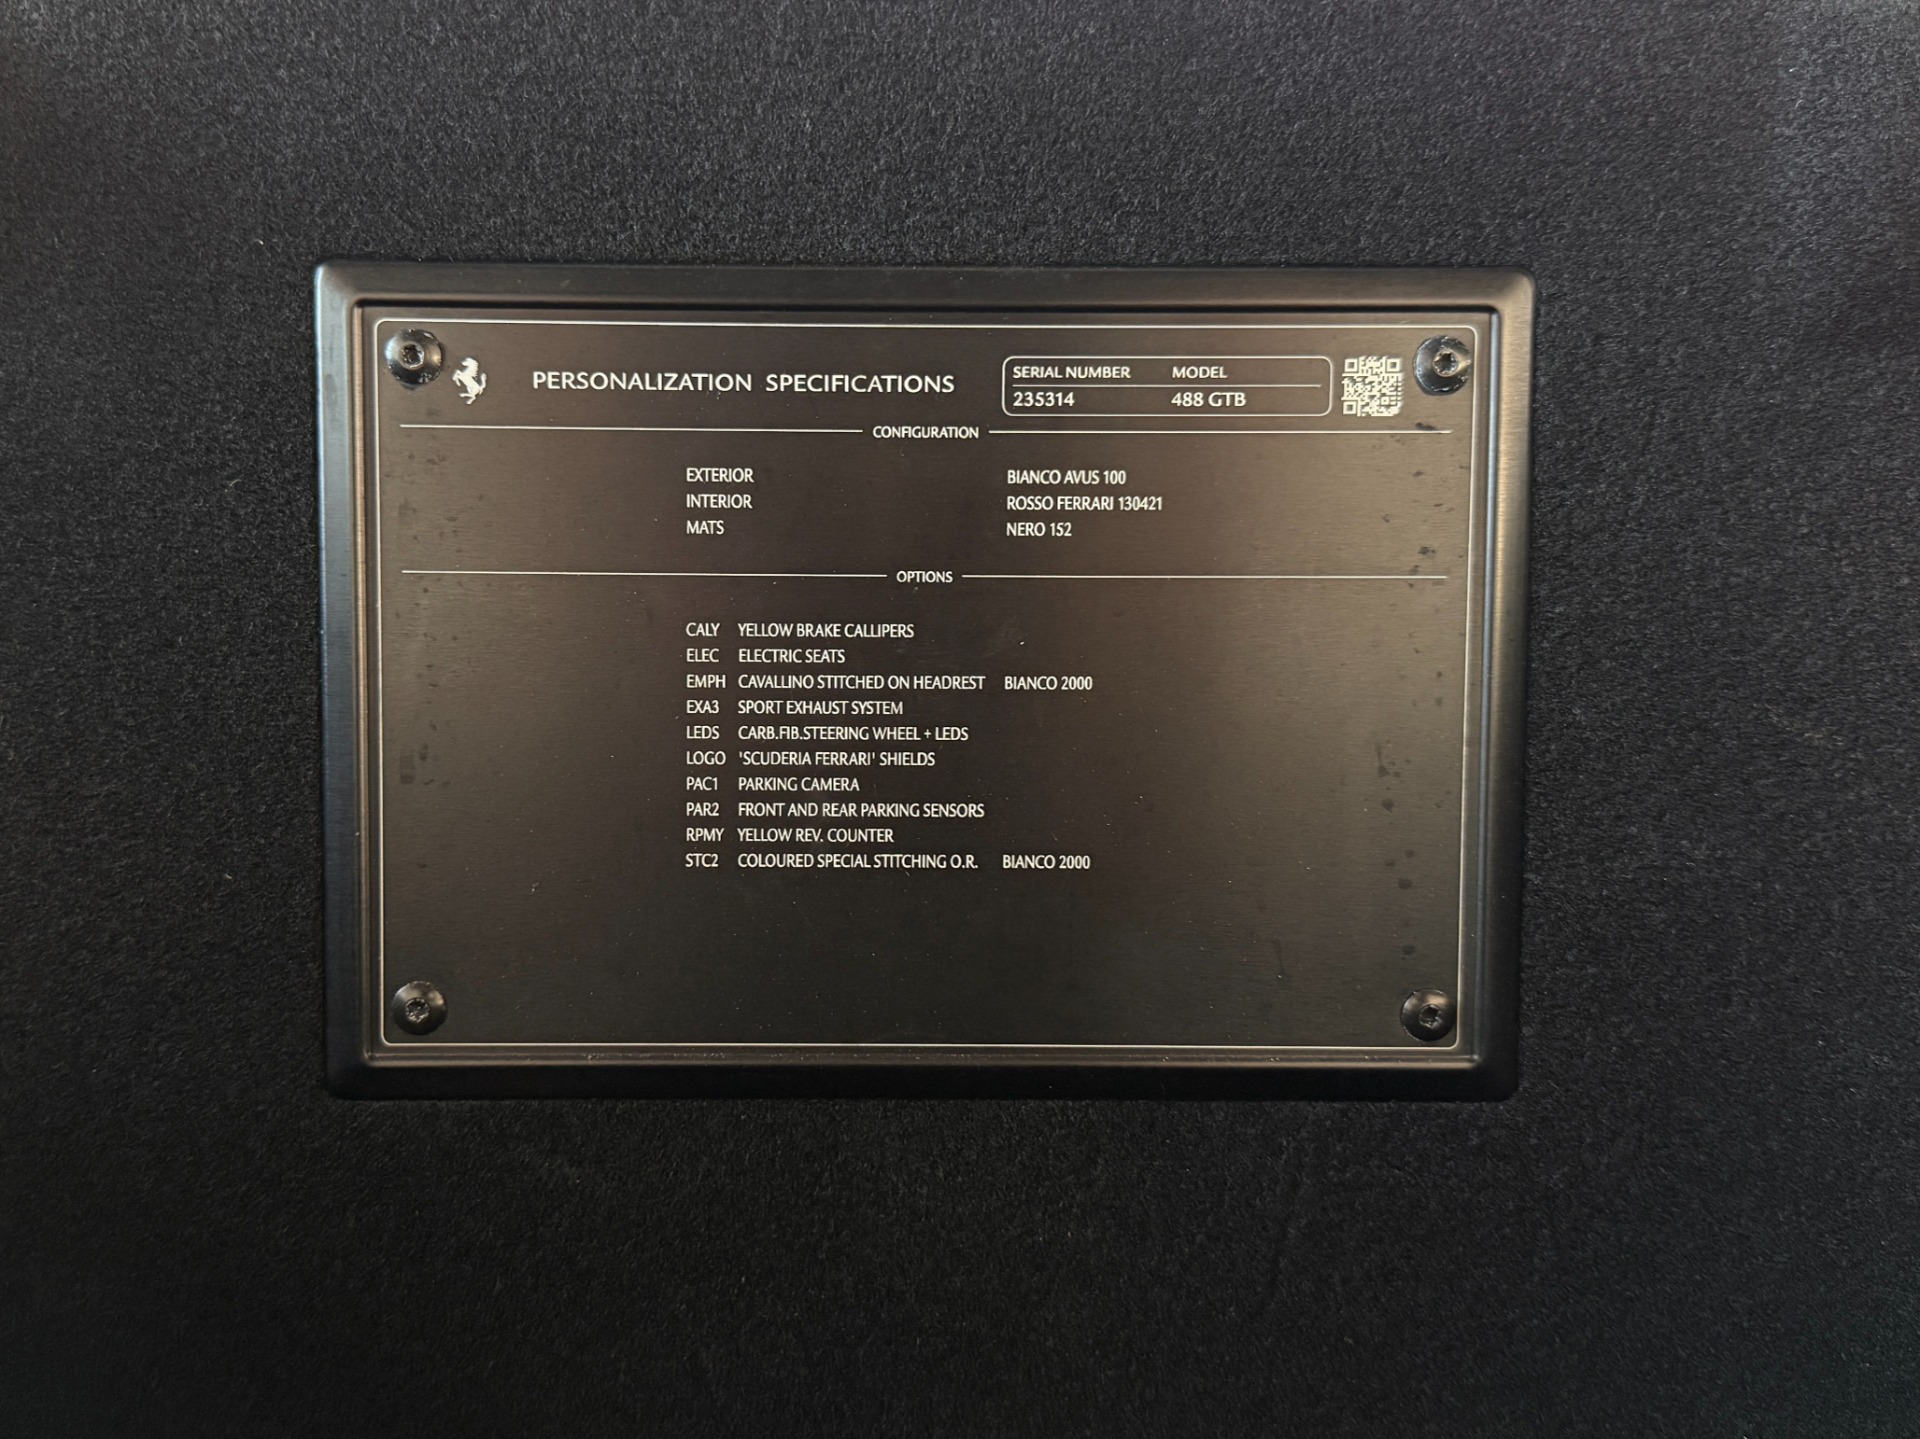 PERSONALIZATION SPECIFICATIONS
SERIAL NUMBER MODEL
235314 488 GTB
CONFIGURATION
EXTERIOR BIANCO AVUS 100
INTERIOR ROSSO FERRARI 130421
MATS NERO 152
OPTIONS
CALY YELLOW BRAKE CALLIPERS
ELEC ELECTRIC SEATS
EMPH CAVALLINO STITCHED ON HEADREST BIANCO 2000
EXA3 SPORT EXHAUST SYSTEM
LEDS CARB.FIB.STEERING WHEEL + LEDS
LOGO 'SCUDERIA FERRARI' SHIELDS
PAC1 PARKING CAMERA
PAR2 FRONT AND REAR PARKING SENSORS
RPMY YELLOW REV. COUNTER
STC2 COLOURED SPECIAL STITCHING O.R. BIANCO 2000